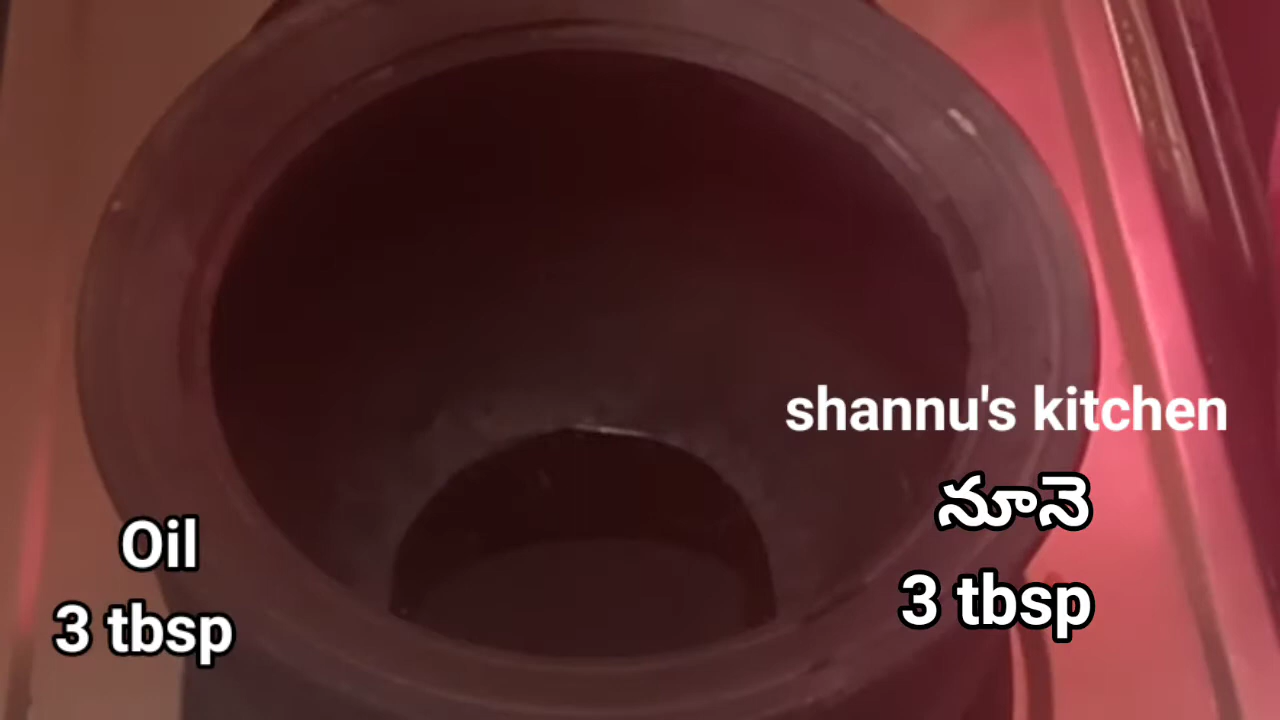 shannu's kitchen
నూనె
3 tbsp
Oil
3 tbsp